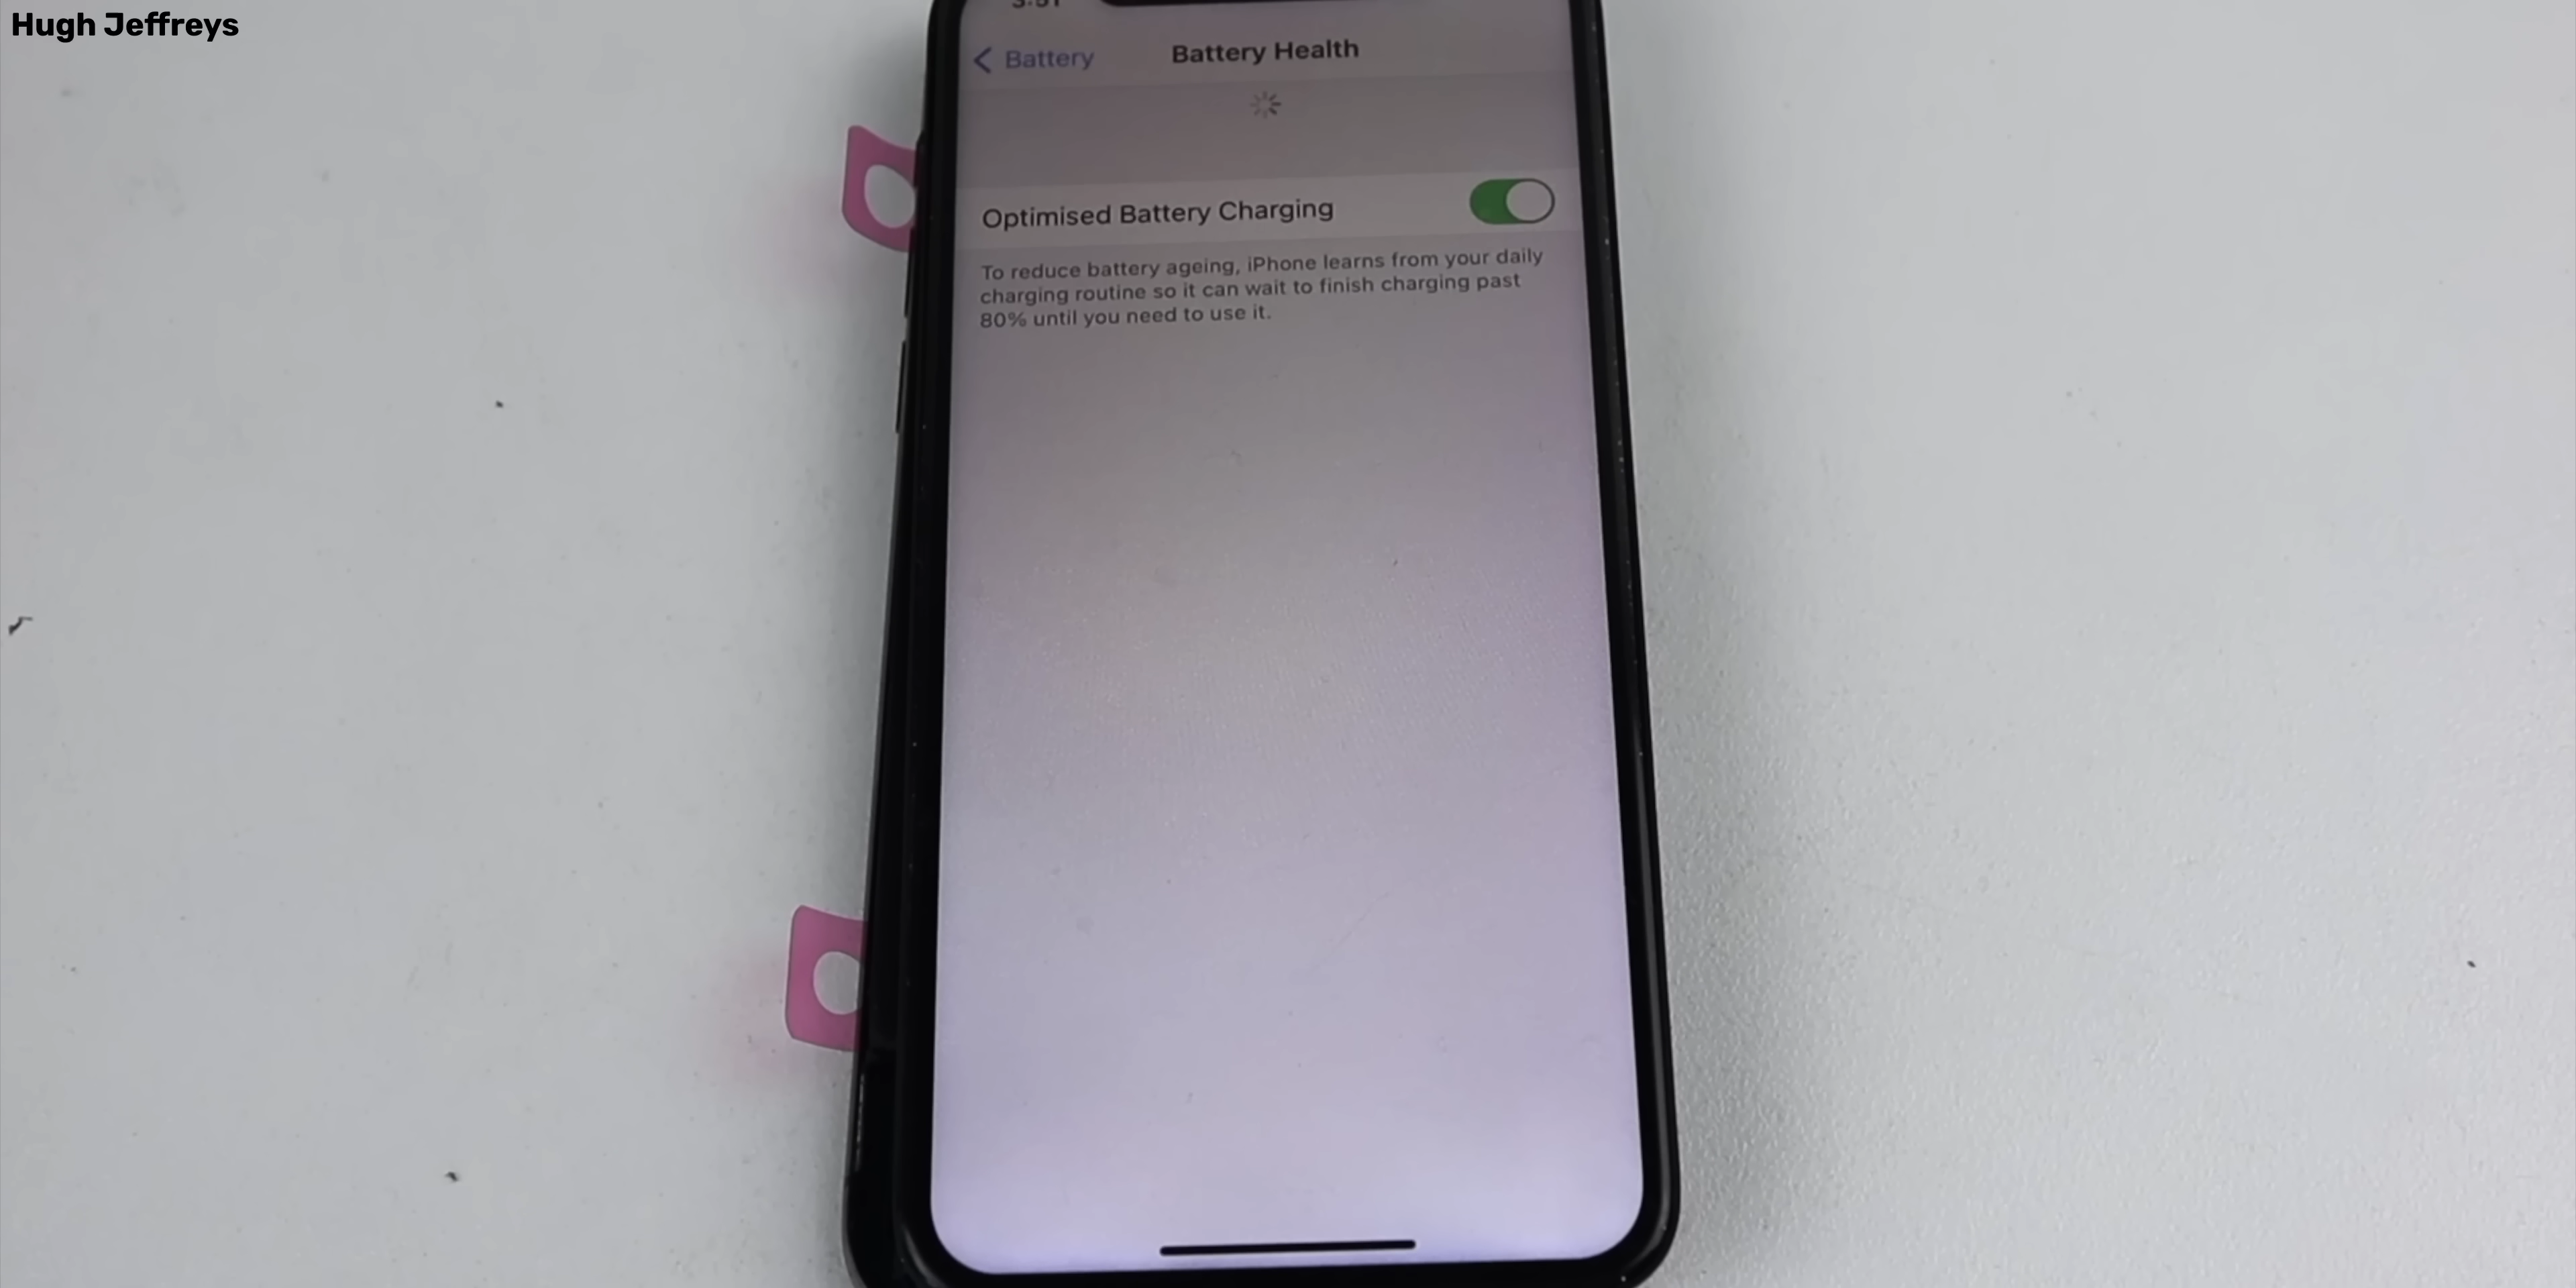 Hugh Jeffreys
Battery
Battery Health
Optimised Battery Charging
To reduce battery ageing, iPhone learns from your daily
charging routine so it can wait to finish charging past
80% until you need to use it.